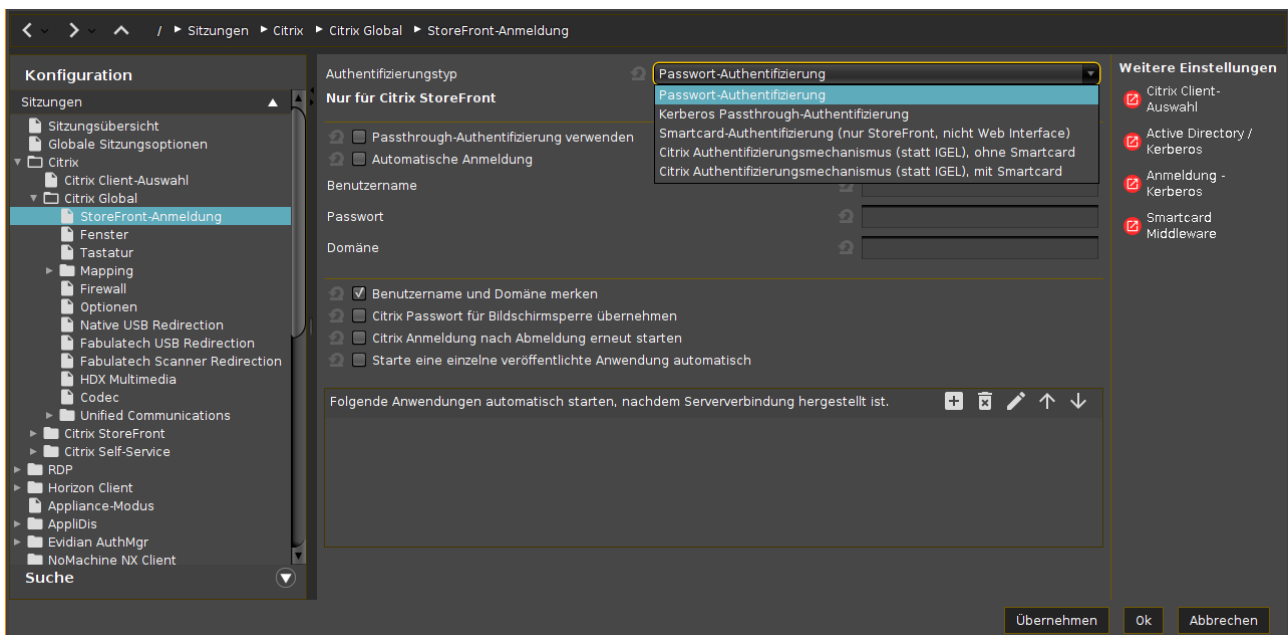 / Sitzungen Citrix Citrix Global StoreFront-Anmeldung
Konfiguration
Sitzungen
Sitzungsübersicht
Globale Sitzungsoptionen
Citrix
Citrix Client-Auswahl
Citrix Global
StoreFront-Anmeldung
Fenster
Tastatur
Mapping
Firewall
Optionen
Native USB Redirection
Fabulatech USB Redirection
Fabulatech Scanner Redirection
HDX Multimedia
Codec
Unified Communications
Citrix StoreFront
Citrix Self-Service
RDP
Horizon Client
Appliance-Modus
AppliDis
Evidian AuthMgr
NoMachine NX Client
Suche
Authentifizierungstyp
Passwort-Authentifizierung
Passwort-Authentifizierung
Kerberos Passthrough-Authentifizierung
Smartcard-Authentifizierung (nur StoreFront, nicht Web Interface)
Citrix Authentifizierungsmechanismus (statt IGEL), ohne Smartcard
Citrix Authentifizierungsmechanismus (statt IGEL), mit Smartcard
Nur für Citrix StoreFront
Passthrough-Authentifizierung verwenden
Automatische Anmeldung
Benutzername
Passwort
Domäne
Benutzername und Domäne merken
Citrix Passwort für Bildschirmsperre übernehmen
Citrix Anmeldung nach Abmeldung erneut starten
Starte eine einzelne veröffentlichte Anwendung automatisch
Folgende Anwendungen automatisch starten, nachdem Serververbindung hergestellt ist.
Weitere Einstellungen
Citrix Client-
Auswahl
Active Directory /
Kerberos
Anmeldung -
Kerberos
Smartcard
Middleware
Übernehmen
Ok
Abbrechen